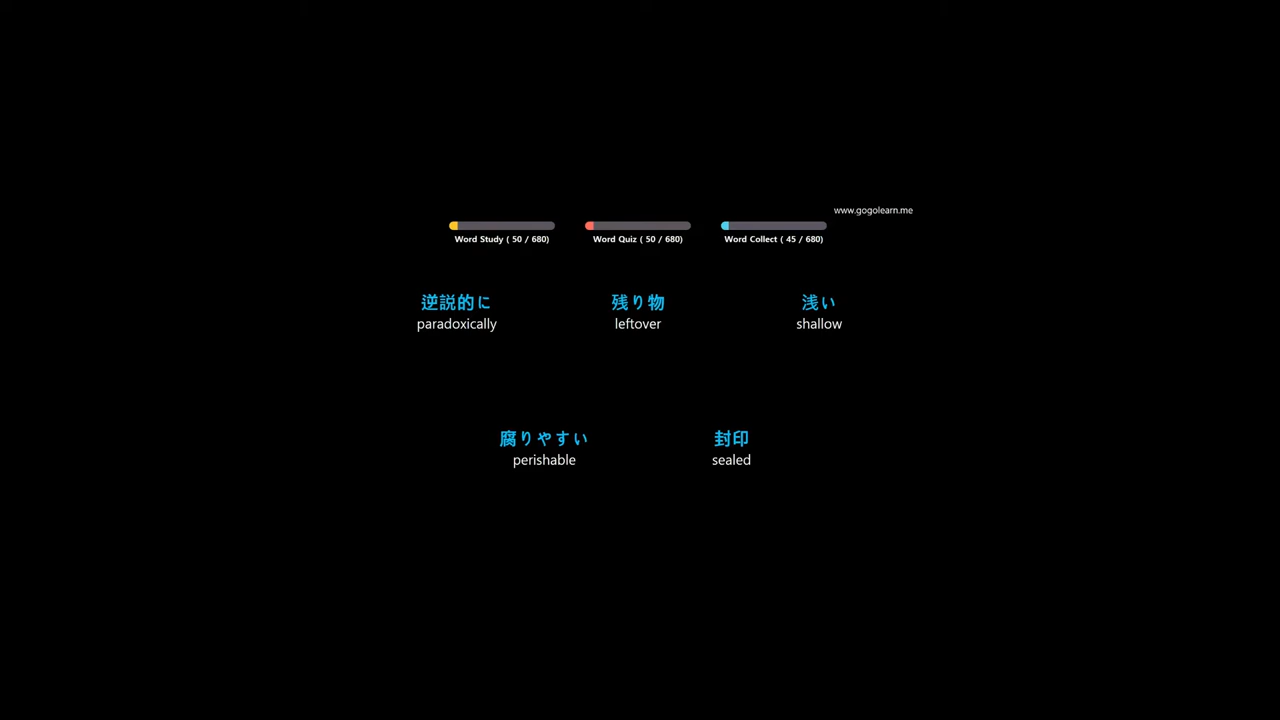 www.gogolearn.me
Word Study ( 50 / 680)
Word Quiz ( 50 / 680)
Word Collect ( 45 / 680)
逆説的に
paradoxically
残り物
leftover
浅い
shallow
腐りやすい
perishable
封印
sealed